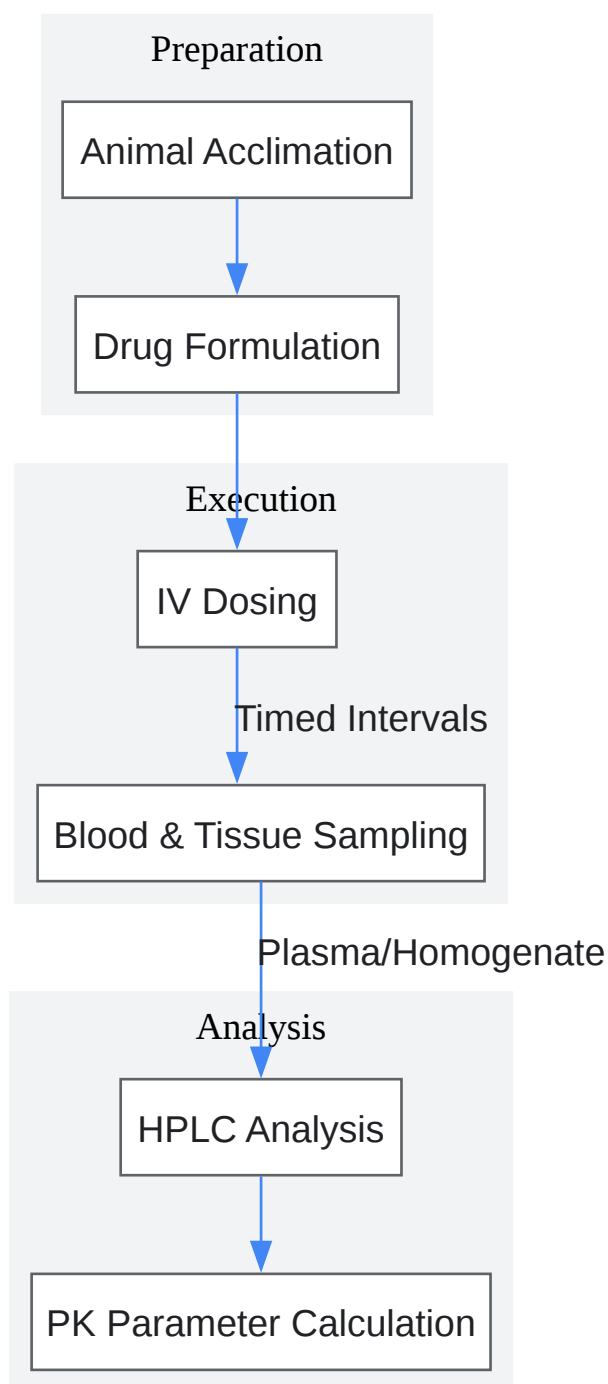 Preparation
Animal Acclimation
Drug Formulation
Execution
IV Dosing
Timed Intervals
Blood & Tissue Sampling
Plasma/Homogenate
Analysis
HPLC Analysis
PK Parameter Calculation